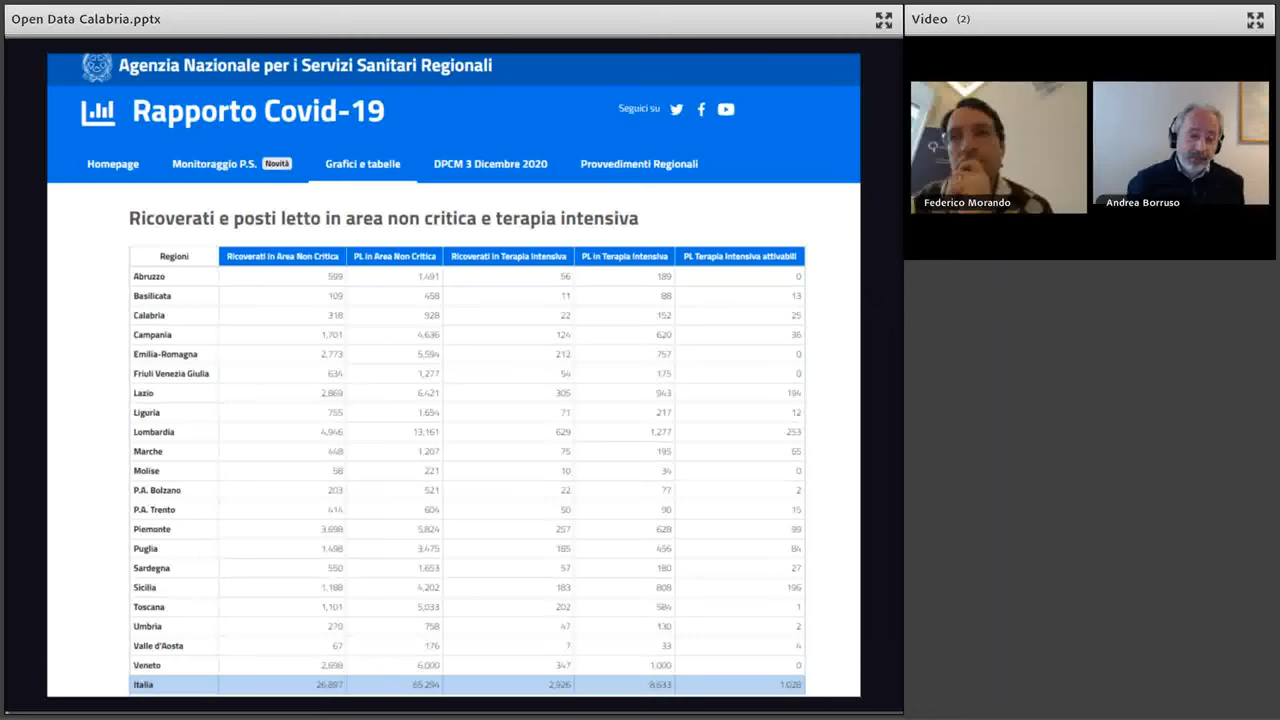 Open Data Calabria.pptx
Video (2)
Agenzia Nazionale per i Servizi Sanitari Regionali
Rapporto Covid-19
Seguici su
Homepage Monitoraggio P.S. Novità Grafici e tabelle DPCM 3 Dicembre 2020 Provvedimenti Regionali
Ricoverati e posti letto in area non critica e terapia intensiva
Regioni Ricoverati in Area Non Critica PL in Area Non Critica Ricoverati in Terapia Intensiva PL in Terapia Intensiva PL Terapia Intensiva attivabili
Abruzzo 599 1,491 56 189 0
Basilicata 109 458 11 88 13
Calabria 318 928 22 152 25
Campania 1,701 4,636 124 620 36
Emilia-Romagna 2,773 5,594 212 757 0
Friuli Venezia Giulia 634 1,277 54 175 0
Lazio 2,869 6,421 305 943 194
Liguria 755 1,654 71 217 12
Lombardia 4,946 13,161 629 1,277 253
Marche 448 1,207 75 195 65
Molise 58 221 10 34 0
P.A. Bolzano 203 521 22 77 2
P.A. Trento 414 604 50 90 15
Piemonte 3,698 5,824 257 628 99
Puglia 1,498 3,475 185 456 84
Sardegna 550 1,653 57 180 27
Sicilia 1,188 4,202 183 808 196
Toscana 1,101 5,033 202 584 1
Umbria 270 758 47 130 2
Valle d'Aosta 67 176 7 33 4
Veneto 2,698 6,000 347 1,000 0
Italia 26,897 65,294 2,926 8,633 1,028
Federico Morando
Andrea Borruso